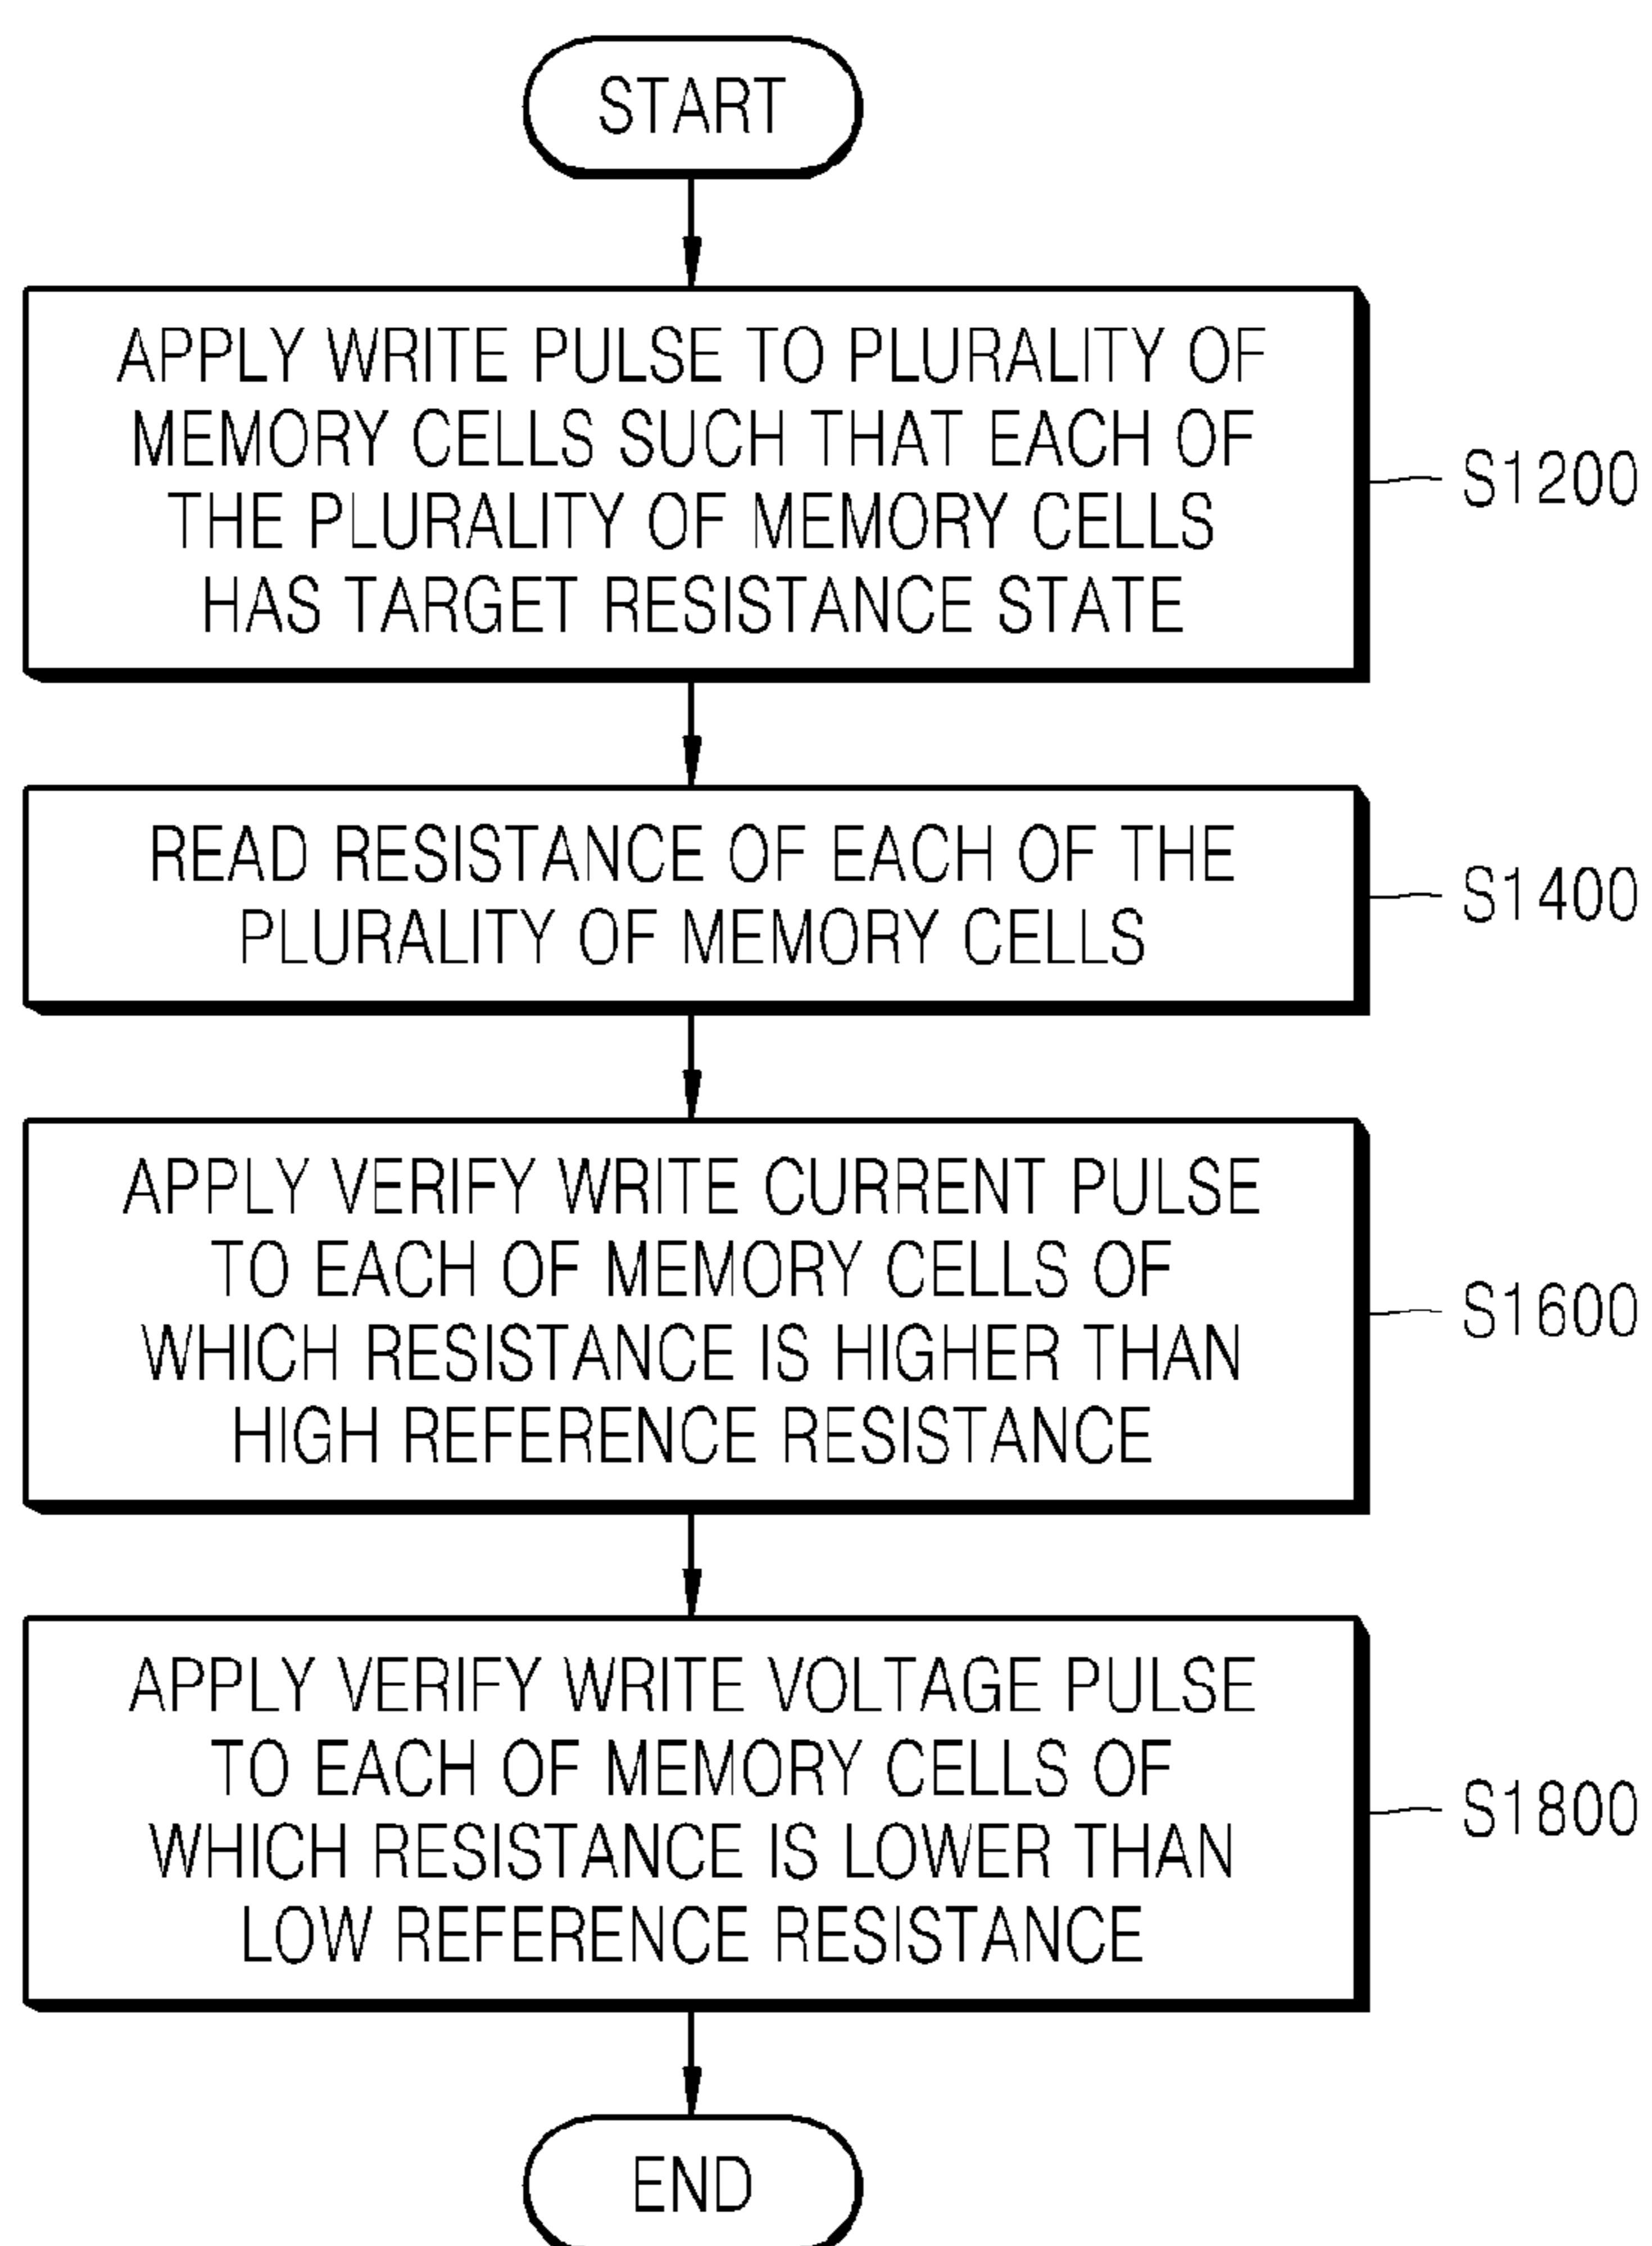 START
APPLY WRITE PULSE TO PLURALITY OF
MEMORY CELLS SUCH THAT EACH OF
THE PLURALITY OF MEMORY CELLS
HAS TARGET RESISTANCE STATE
S1200
READ RESISTANCE OF EACH OF THE
PLURALITY OF MEMORY CELLS
S1400
APPLY VERIFY WRITE CURRENT PULSE
TO EACH OF MEMORY CELLS OF
WHICH RESISTANCE IS HIGHER THAN
HIGH REFERENCE RESISTANCE
S1600
APPLY VERIFY WRITE VOLTAGE PULSE
TO EACH OF MEMORY CELLS OF
WHICH RESISTANCE IS LOWER THAN
LOW REFERENCE RESISTANCE
S1800
END